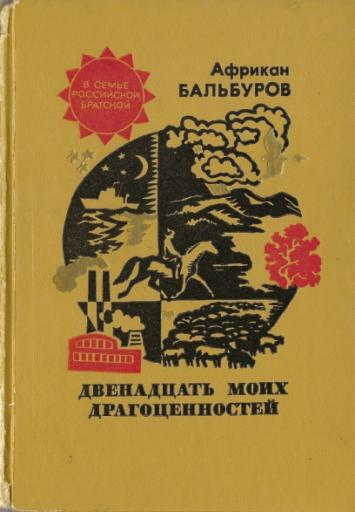 В СЕМЬЕ
РОССИЙСКОЙ
БРАТСКОЙ
Африкан
БАЛЬБУРОВ
ДВЕНАДЦАТЬ МОИХ
ДРАГОЦЕННОСТЕЙ